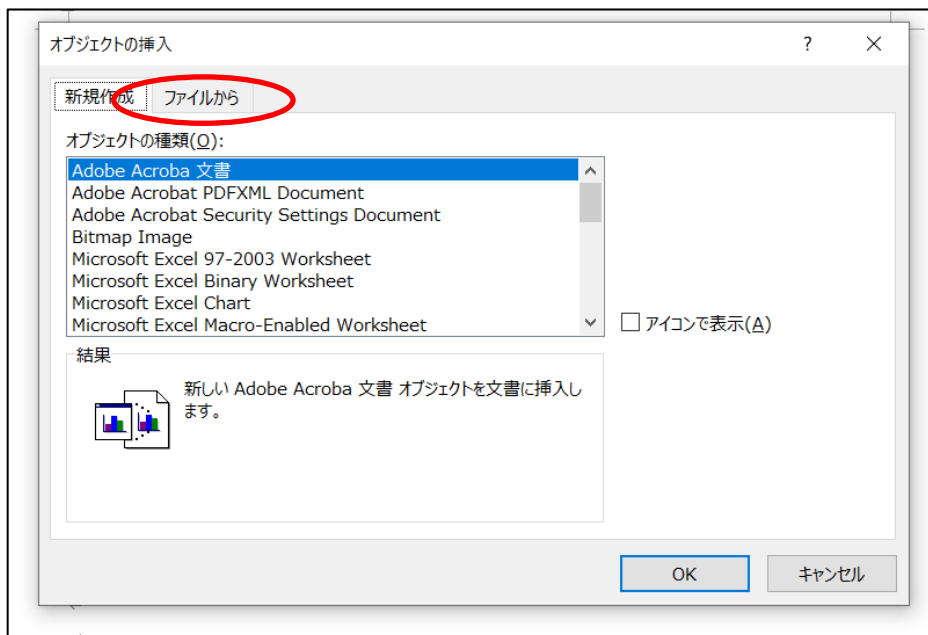 オブジェクトの挿入
?
新規作成 ファイルから
オブジェクトの種類(O):
Adobe Acroba 文書
Adobe Acrobat PDFXML Document
Adobe Acrobat Security Settings Document
Bitmap Image
Microsoft Excel 97-2003 Worksheet
Microsoft Excel Binary Worksheet
Microsoft Excel Chart
Microsoft Excel Macro-Enabled Worksheet
アイコンで表示(A)
結果
新しい Adobe Acroba 文書 オブジェクトを文書に挿入し
ます。
OK キャンセル